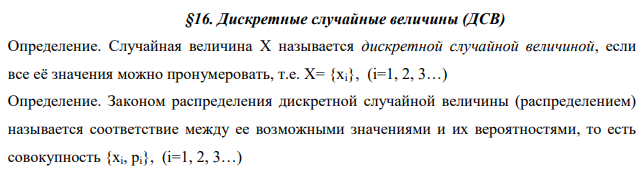 §16. Дискретные случайные величины (ДСВ)
Определение. Случайная величина X называется дискретной случайной величиной, если
все её значения можно пронумеровать, т.е. X= {xᵢ}, (i=1, 2, 3…)
Определение. Законом распределения дискретной случайной величины (распределением)
называется соответствие между ее возможными значениями и их вероятностями, то есть
совокупность {xᵢ, pᵢ}, (i=1, 2, 3…)